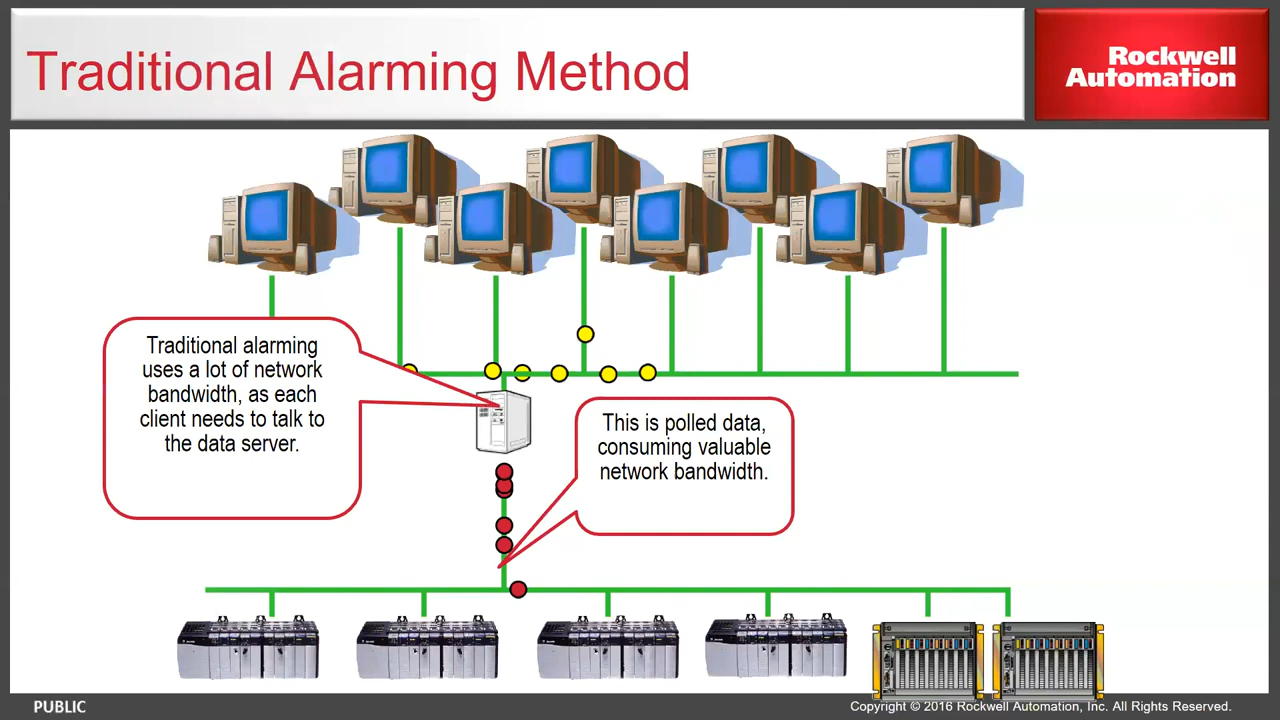 Traditional Alarming Method
Rockwell
Automation
Traditional alarming
uses a lot of network
bandwidth, as each
client needs to talk to
the data server.
This is polled data,
consuming valuable
network bandwidth.
PUBLIC
Copyright © 2016 Rockwell Automation, Inc. All Rights Reserved.